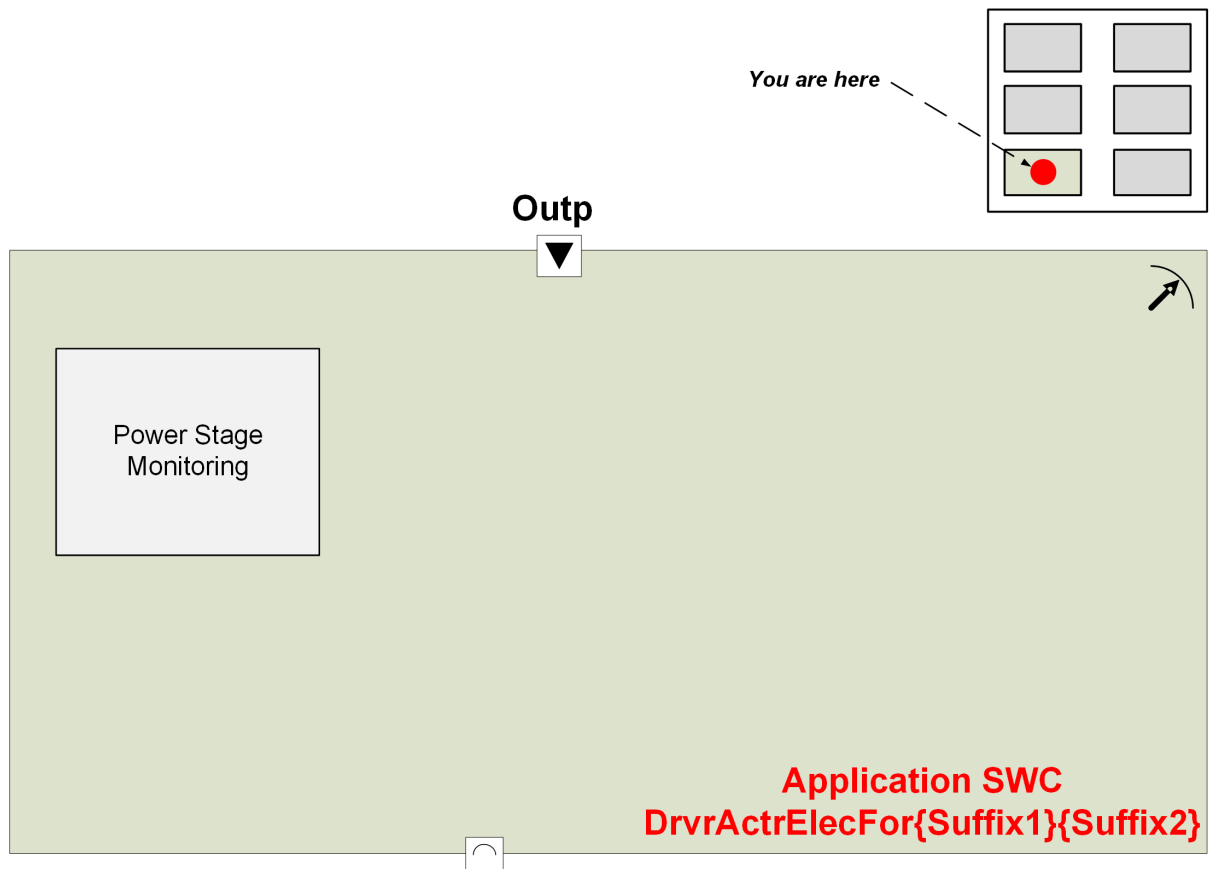 You are here
Outp
Power Stage
Monitoring
Application SWC
DrvrActrElecFor{Suffix1}{Suffix2}